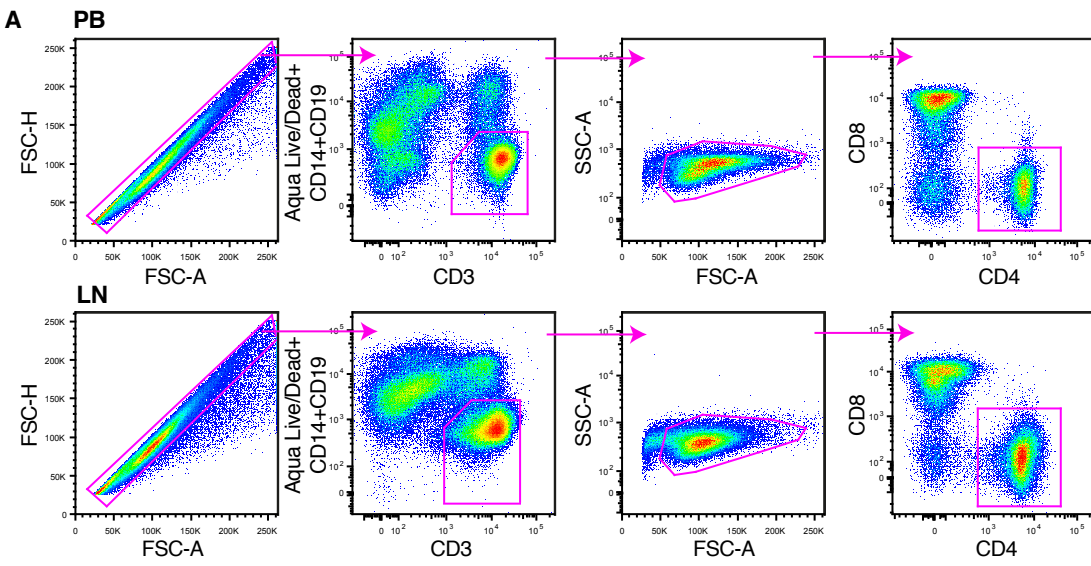 A
PB
FSC-H
250K
200K
150K
100K
50K
0
0 50K 100K 150K 200K 250K
FSC-A
Aqua Live/Dead+
CD14+CD19
10^5
10^4
10^3
10^2
0
0 10^2 10^3 10^4 10^5
CD3
SSC-A
10^5
10^4
10^3
10^2
0
0 50K 100K 150K 200K 250K
FSC-A
CD8
10^5
10^4
10^3
10^2
0
0 10^3 10^4 10^5
CD4
LN
FSC-H
250K
200K
150K
100K
50K
0
0 50K 100K 150K 200K 250K
FSC-A
Aqua Live/Dead+
CD14+CD19
10^5
10^4
10^3
10^2
0
0 10^2 10^3 10^4 10^5
CD3
SSC-A
10^5
10^4
10^3
10^2
0
0 50K 100K 150K 200K 250K
FSC-A
CD8
10^5
10^4
10^3
10^2
0
0 10^3 10^4 10^5
CD4